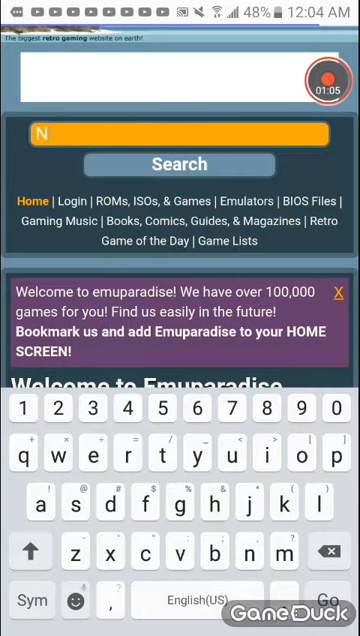 48% 12:04 AM
The biggest retro gaming website on earth!
01:05
N
Search
Home | Login | ROMs, ISOs, & Games | Emulators | BIOS Files |
Gaming Music | Books, Comics, Guides, & Magazines | Retro
Game of the Day | Game Lists
Welcome to emuparadise! We have over 100,000 X
games for you! Find us easily in the future!
Bookmark us and add Emuparadise to your HOME
SCREEN!
Welcome to Emuparadise
1 2 3 4 5 6 7 8 9 0
+ × ÷ = / _ < > [ ]
q w e r t y u i o p
! @ # $ % & * ( )
a s d f g h j k l
- ' " : ; , ?
z x c v b n m
Sym , ? English(US) . Go
GameDuck